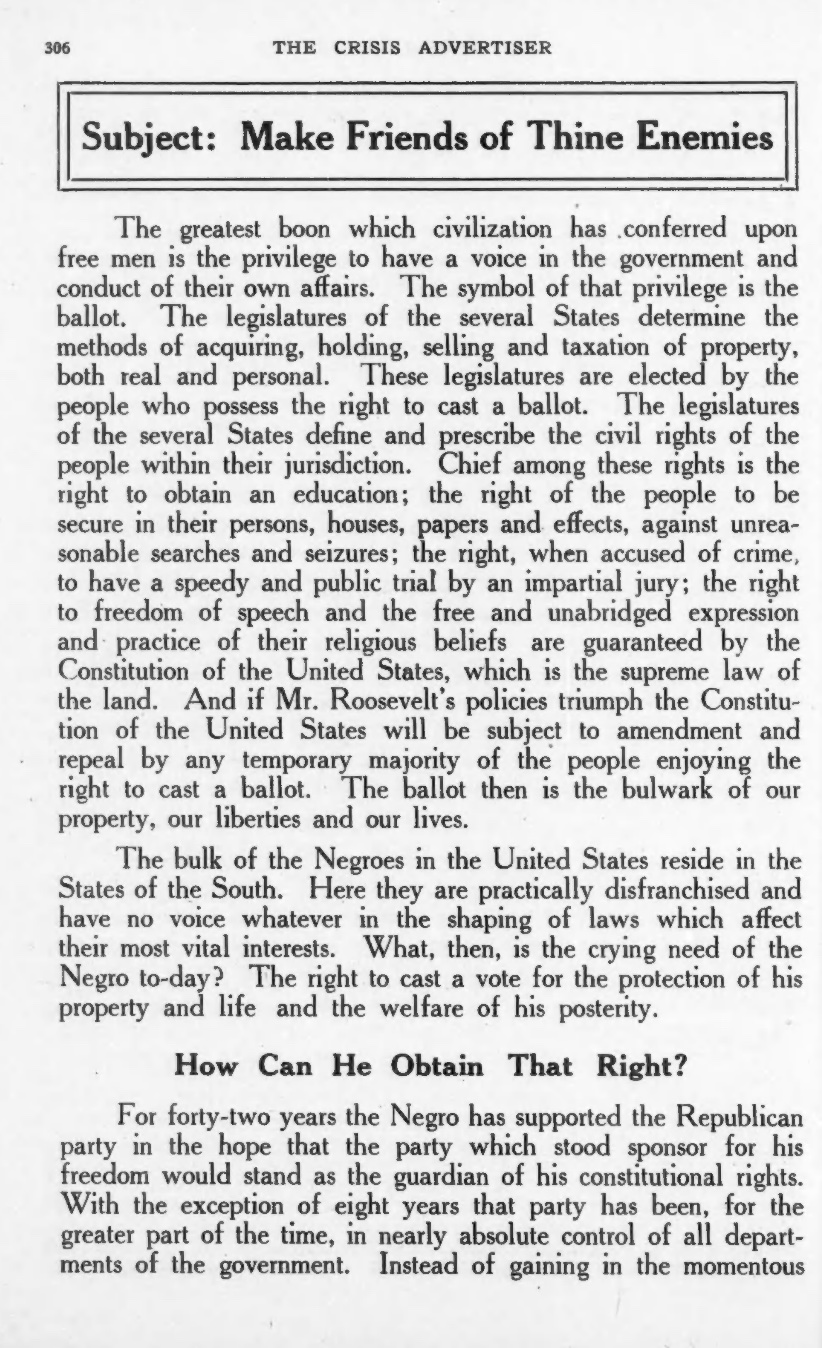 306 THE CRISIS ADVERTISER
Subject: Make Friends of Thine Enemies
The greatest boon which civilization has conferred upon
free men is the privilege to have a voice in the government and
conduct of their own affairs. The symbol of that privilege is the
ballot. The legislatures of the several States determine the
methods of acquiring, holding, selling and taxation of property,
both real and personal. These legislatures are elected by the
people who possess the right to cast a ballot. The legislatures
of the several States define and prescribe the civil rights of the
people within their jurisdiction. Chief among these rights is the
right to obtain an education; the right of the people to be
secure in their persons, houses, papers and effects, against unrea-
sonable searches and seizures; the right, when accused of crime,
to have a speedy and public trial by an impartial jury; the right
to freedom of speech and the free and unabridged expression
and practice of their religious beliefs are guaranteed by the
Constitution of the United States, which is the supreme law of
the land. And if Mr. Roosevelt's policies triumph the Constitu-
tion of the United States will be subject to amendment and
repeal by any temporary majority of the people enjoying the
right to cast a ballot. The ballot then is the bulwark of our
property, our liberties and our lives.
The bulk of the Negroes in the United States reside in the
States of the South. Here they are practically disfranchised and
have no voice whatever in the shaping of laws which affect
their most vital interests. What, then, is the crying need of the
Negro to-day? The right to cast a vote for the protection of his
property and life and the welfare of his posterity.
How Can He Obtain That Right?
For forty-two years the Negro has supported the Republican
party in the hope that the party which stood sponsor for his
freedom would stand as the guardian of his constitutional rights.
With the exception of eight years that party has been, for the
greater part of the time, in nearly absolute control of all depart-
ments of the government. Instead of gaining in the momentous